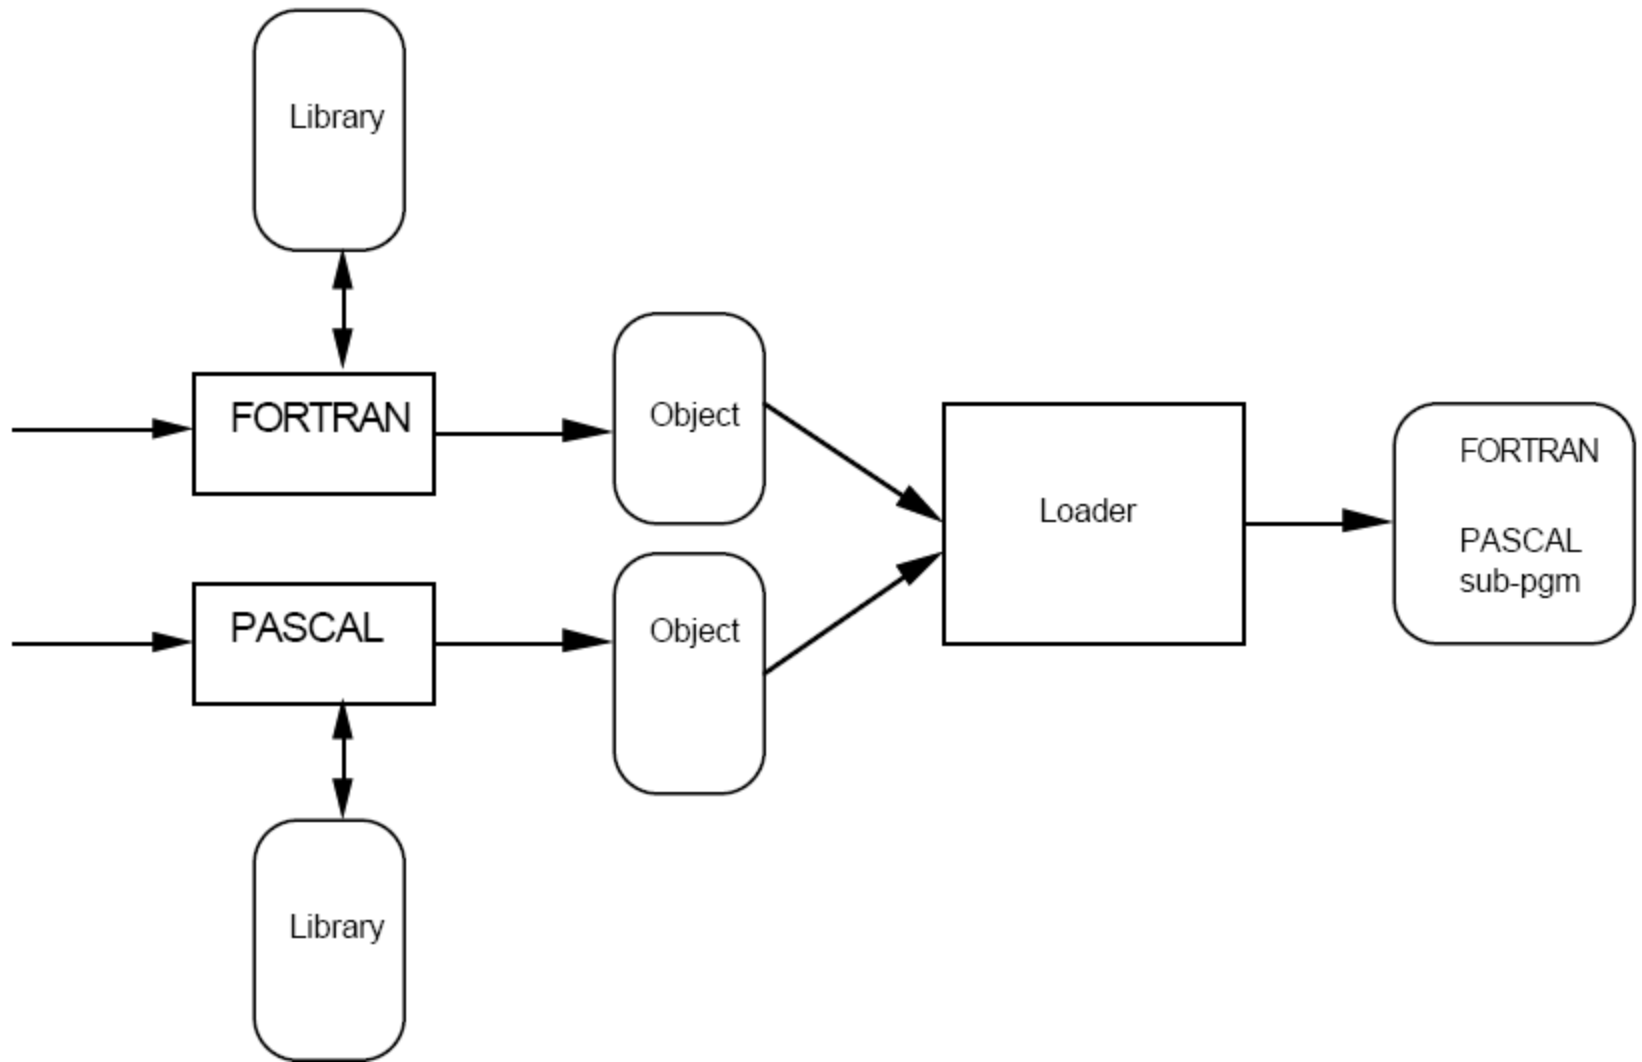 Library
FORTRAN
Object
Loader
FORTRAN
PASCAL
sub-pgm
PASCAL
Object
Library